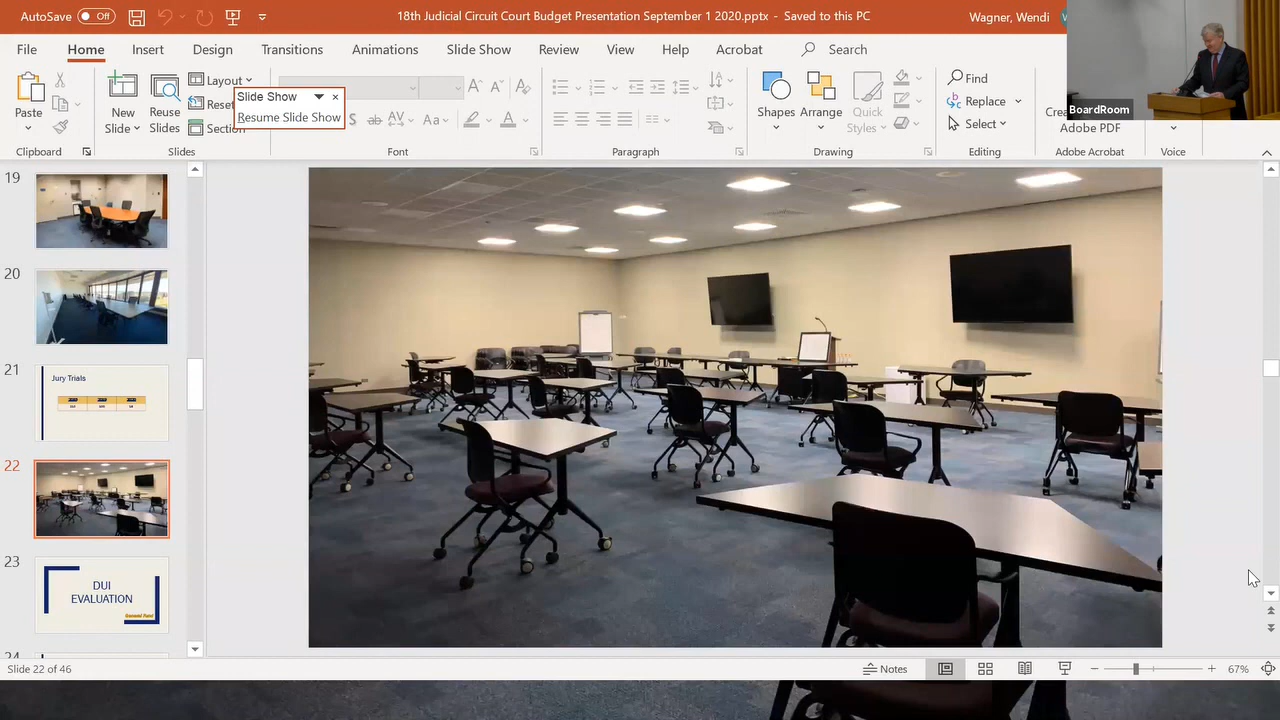 AutoSave Off 18th Judicial Circuit Court Budget Presentation September 1 2020.pptx - Saved to this PC Wagner, Wendi
File Home Insert Design Transitions Animations Slide Show Review View Help Acrobat Search
Paste
New Slide
Reuse Slides
Layout
Reset
Section
Slide Show
Resume Slide Show
Aa
Shapes
Arrange
Quick Styles
Find
Replace
Select
Adobe PDF
BoardRoom
Clipboard Slides Font Paragraph Drawing Editing Adobe Acrobat Voice
19
20
21
Jury Trials
22
23
DUI
EVALUATION
General Fund
24
Slide 22 of 46 Notes 67%